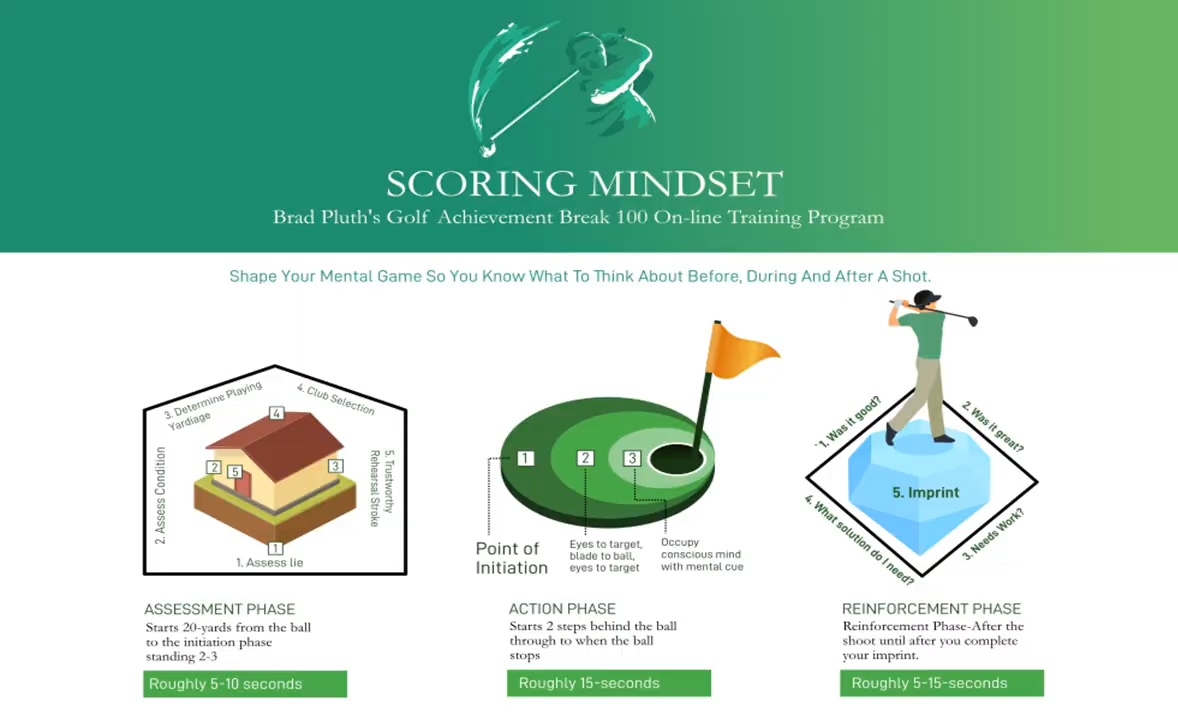 SCORING MINDSET
Brad Pluth's Golf Achievement Break 100 On-line Training Program
Shape Your Mental Game So You Know What To Think About Before, During And After A Shot.
3. Determine Playing
Yardiage
4. Club Selection
2. Assess Condition
5. Trustworthy
Rehearsal Stroke
4
2
5
3
1
1. Assess lie
ASSESSMENT PHASE
Starts 20-yards from the ball
to the initiation phase
standing 2-3
Roughly 5-10 seconds
1
2
3
Point of
Initiation
Eyes to target,
blade to ball,
eyes to target
Occupy
conscious mind
with mental cue
ACTION PHASE
Starts 2 steps behind the ball
through to when the ball
stops
Roughly 15-seconds
`1. Was it good?
2. Was it great?
5. Imprint
4. What solution do I need?
3. Needs Work?
REINFORCEMENT PHASE
Reinforcement Phase-After the
shoot until after you complete
your imprint.
Roughly 5-15-seconds